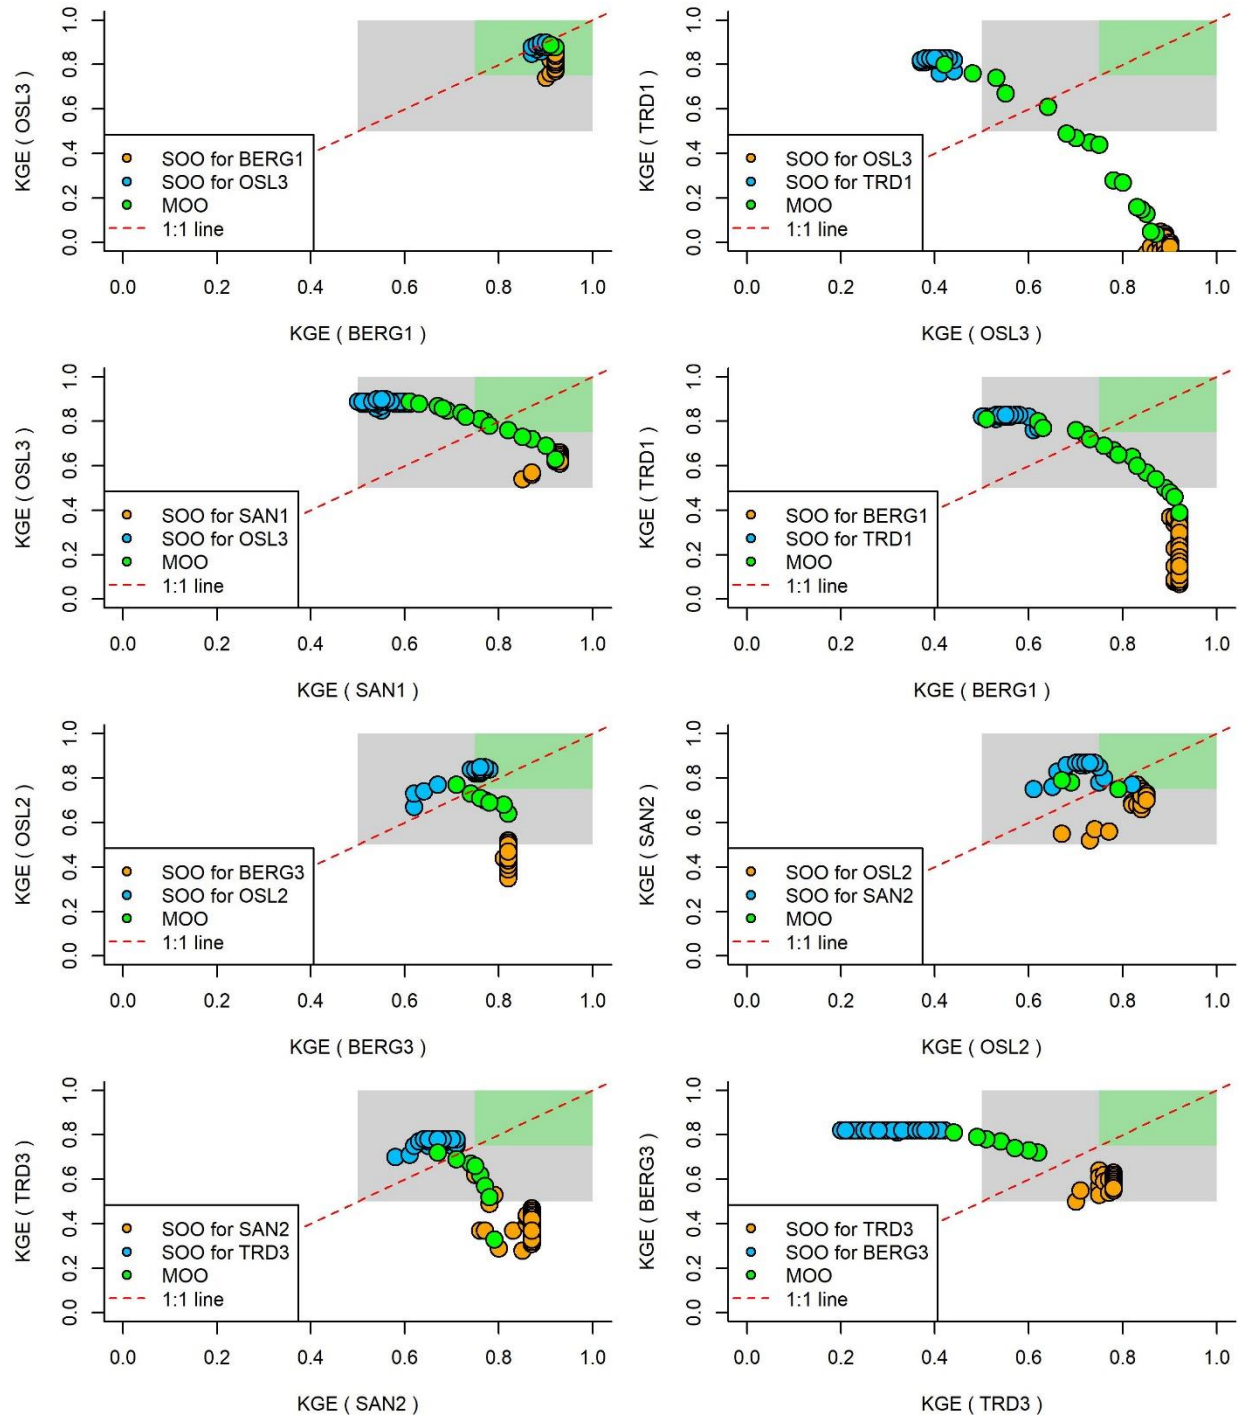 KGE ( OSL3 )
0.0 0.2 0.4 0.6 0.8 1.0
SOO for BERG1
SOO for OSL3
MOO
1:1 line
0.0 0.2 0.4 0.6 0.8 1.0
KGE ( BERG1 )
KGE ( TRD1 )
0.0 0.2 0.4 0.6 0.8 1.0
SOO for OSL3
SOO for TRD1
MOO
1:1 line
0.0 0.2 0.4 0.6 0.8 1.0
KGE ( OSL3 )
KGE ( OSL3 )
0.0 0.2 0.4 0.6 0.8 1.0
SOO for SAN1
SOO for OSL3
MOO
1:1 line
0.0 0.2 0.4 0.6 0.8 1.0
KGE ( SAN1 )
KGE ( TRD1 )
0.0 0.2 0.4 0.6 0.8 1.0
SOO for BERG1
SOO for TRD1
MOO
1:1 line
0.0 0.2 0.4 0.6 0.8 1.0
KGE ( BERG1 )
KGE ( OSL2 )
0.0 0.2 0.4 0.6 0.8 1.0
SOO for BERG3
SOO for OSL2
MOO
1:1 line
0.0 0.2 0.4 0.6 0.8 1.0
KGE ( BERG3 )
KGE ( SAN2 )
0.0 0.2 0.4 0.6 0.8 1.0
SOO for OSL2
SOO for SAN2
MOO
1:1 line
0.0 0.2 0.4 0.6 0.8 1.0
KGE ( OSL2 )
KGE ( TRD3 )
0.0 0.2 0.4 0.6 0.8 1.0
SOO for SAN2
SOO for TRD3
MOO
1:1 line
0.0 0.2 0.4 0.6 0.8 1.0
KGE ( SAN2 )
KGE ( BERG3 )
0.0 0.2 0.4 0.6 0.8 1.0
SOO for TRD3
SOO for BERG3
MOO
1:1 line
0.0 0.2 0.4 0.6 0.8 1.0
KGE ( TRD3 )